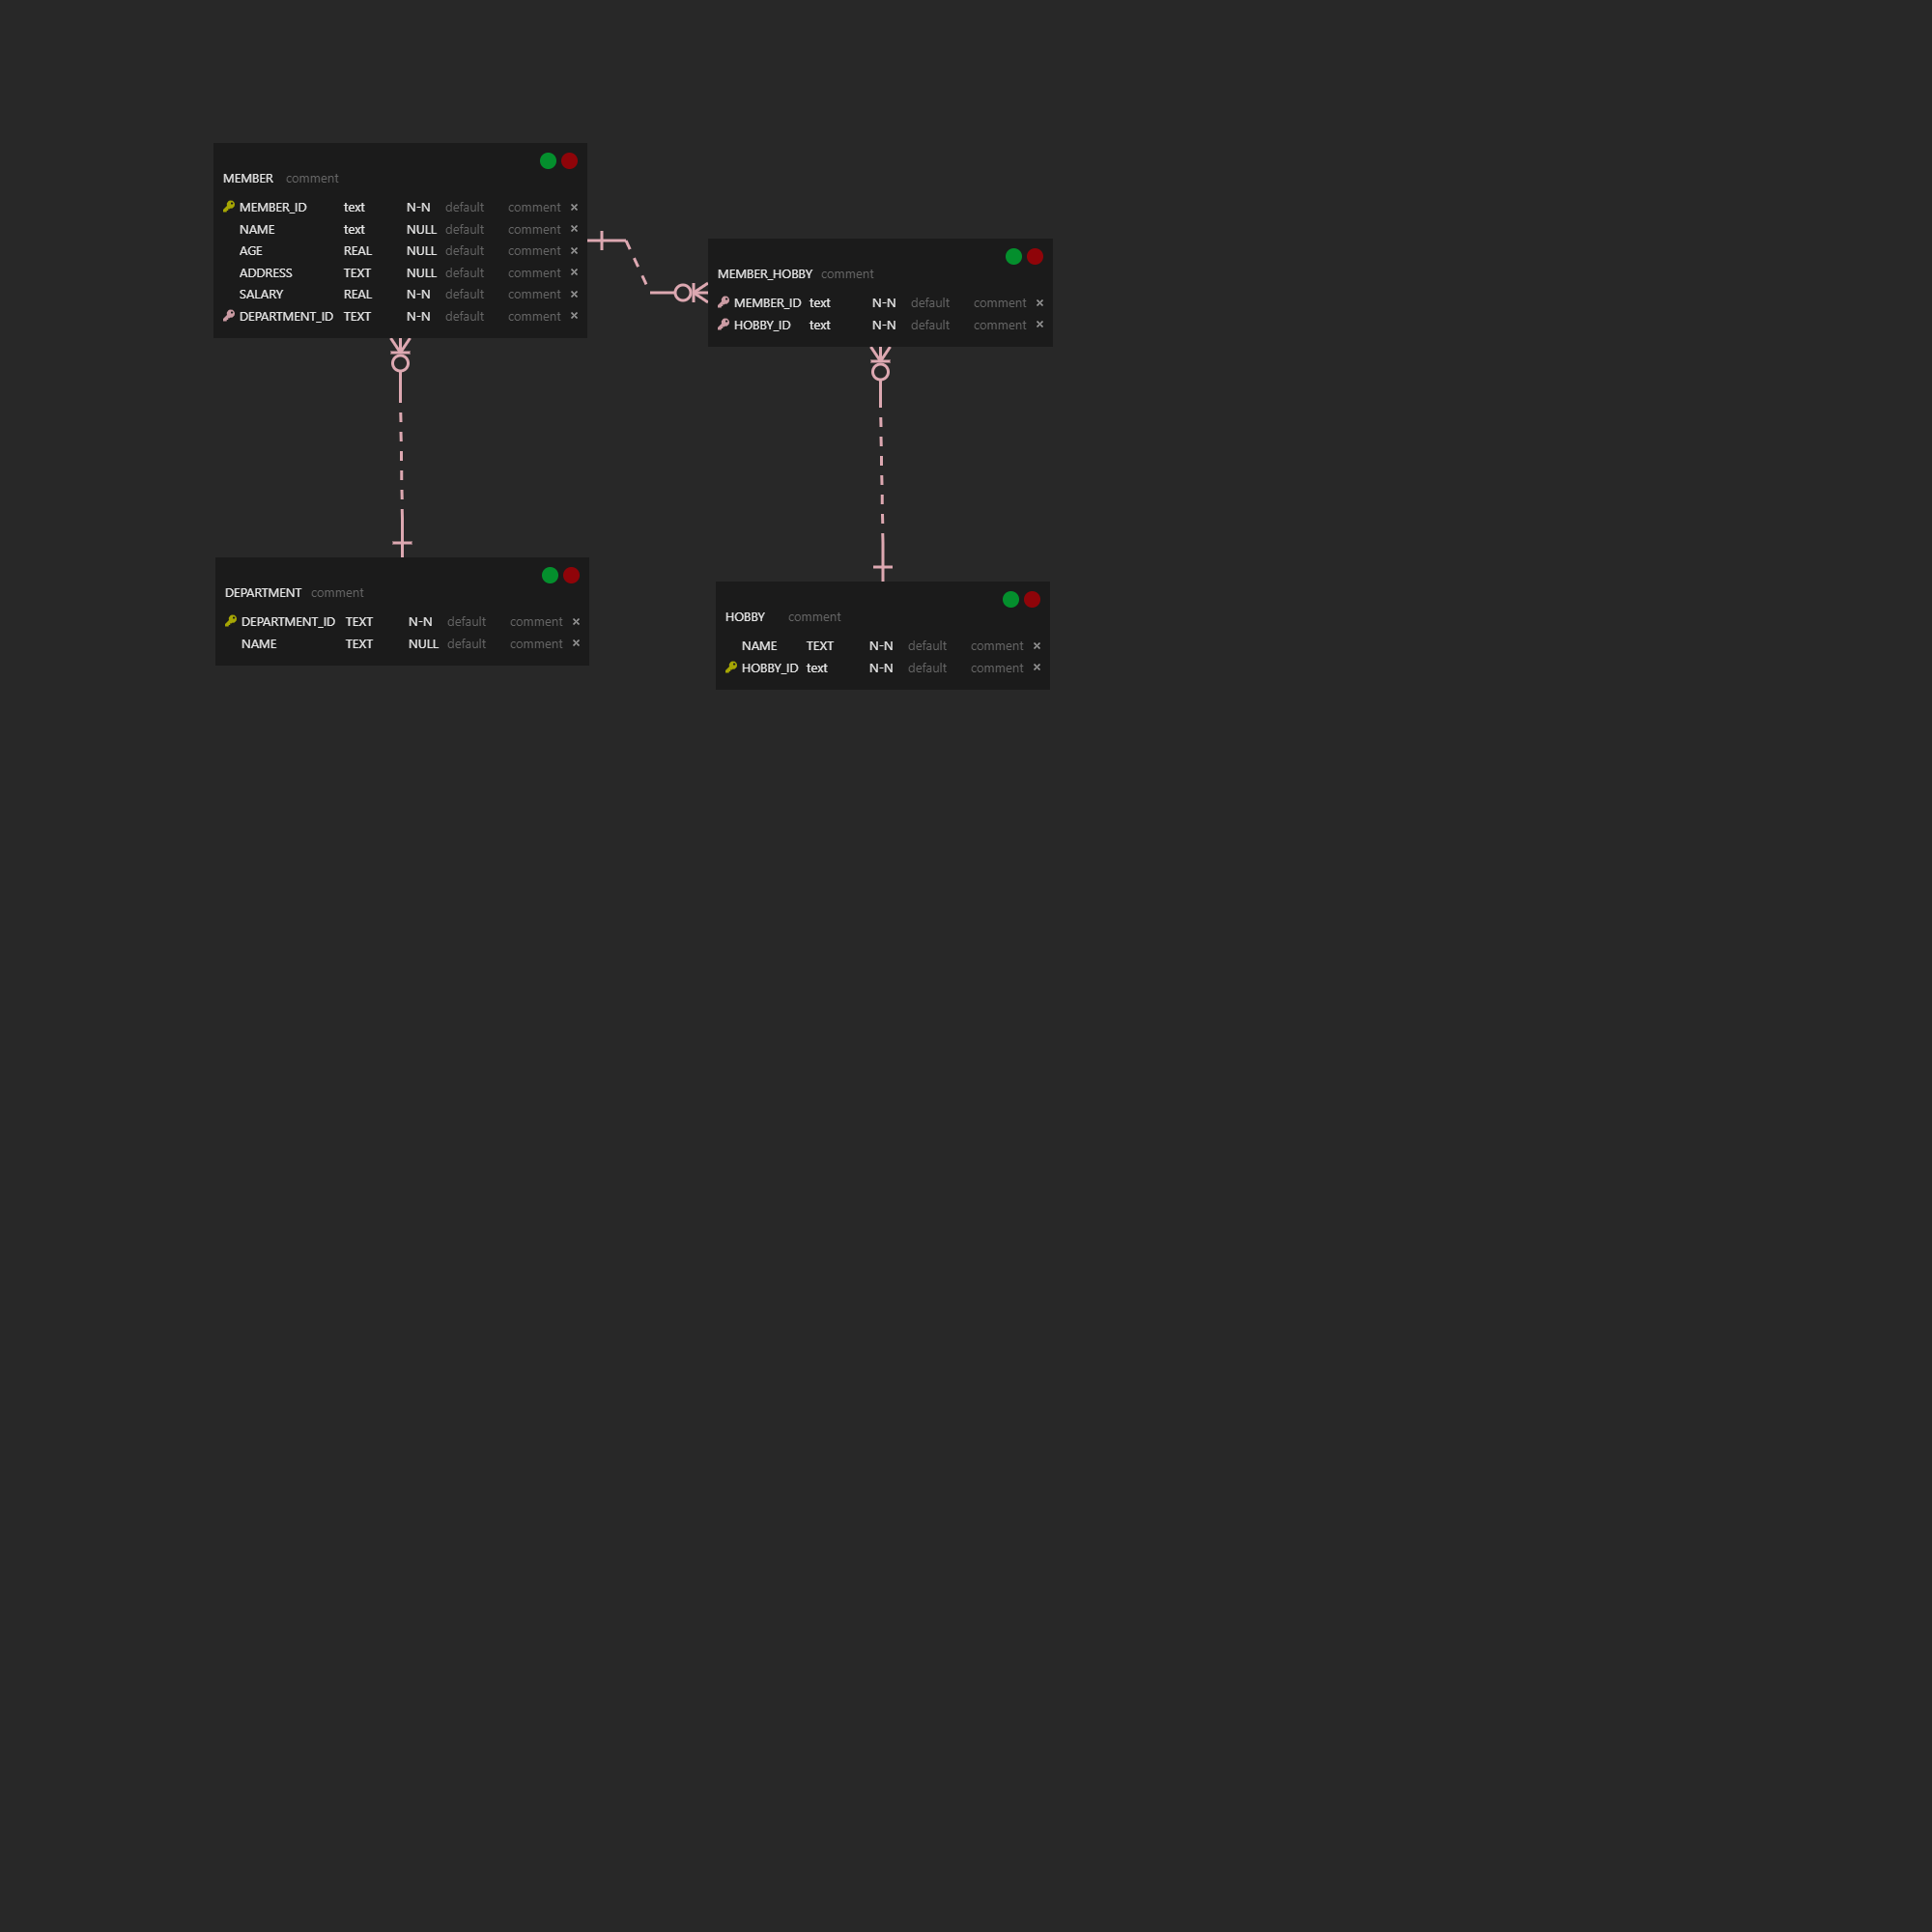 MEMBER comment
MEMBER_ID text N-N default comment ×
NAME text NULL default comment ×
AGE REAL NULL default comment ×
ADDRESS TEXT NULL default comment ×
SALARY REAL N-N default comment ×
DEPARTMENT_ID TEXT N-N default comment ×
MEMBER_HOBBY comment
MEMBER_ID text N-N default comment ×
HOBBY_ID text N-N default comment ×
DEPARTMENT comment
DEPARTMENT_ID TEXT N-N default comment ×
NAME TEXT NULL default comment ×
HOBBY comment
NAME TEXT N-N default comment ×
HOBBY_ID text N-N default comment ×